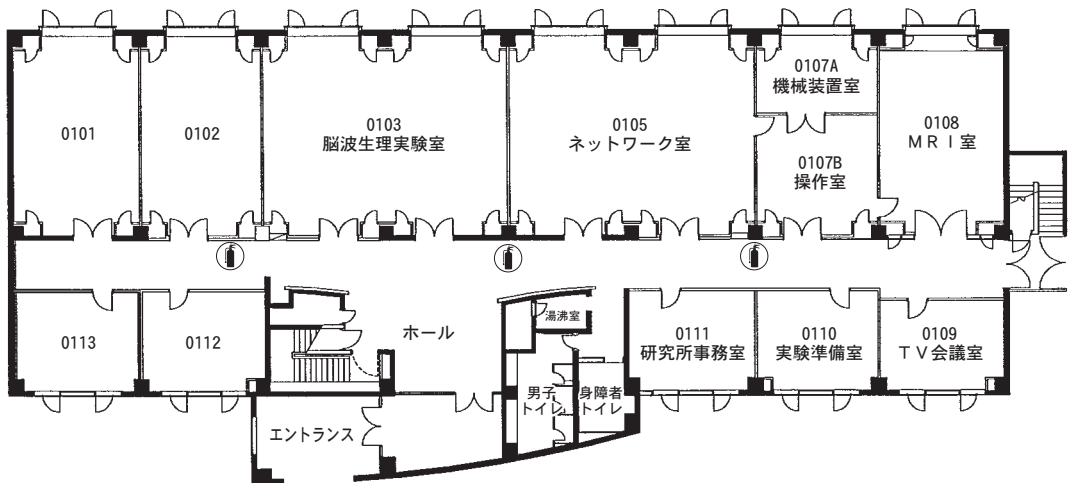 0101
0102
0103
脳波生理実験室
0105
ネットワーク室
0107A
機械装置室
0107B
操作室
0108
ＭＲＩ室
0113
0112
ホール
湯沸室
0111
研究所事務室
0110
実験準備室
0109
ＴＶ会議室
男子
トイレ
身障者
トイレ
エントランス